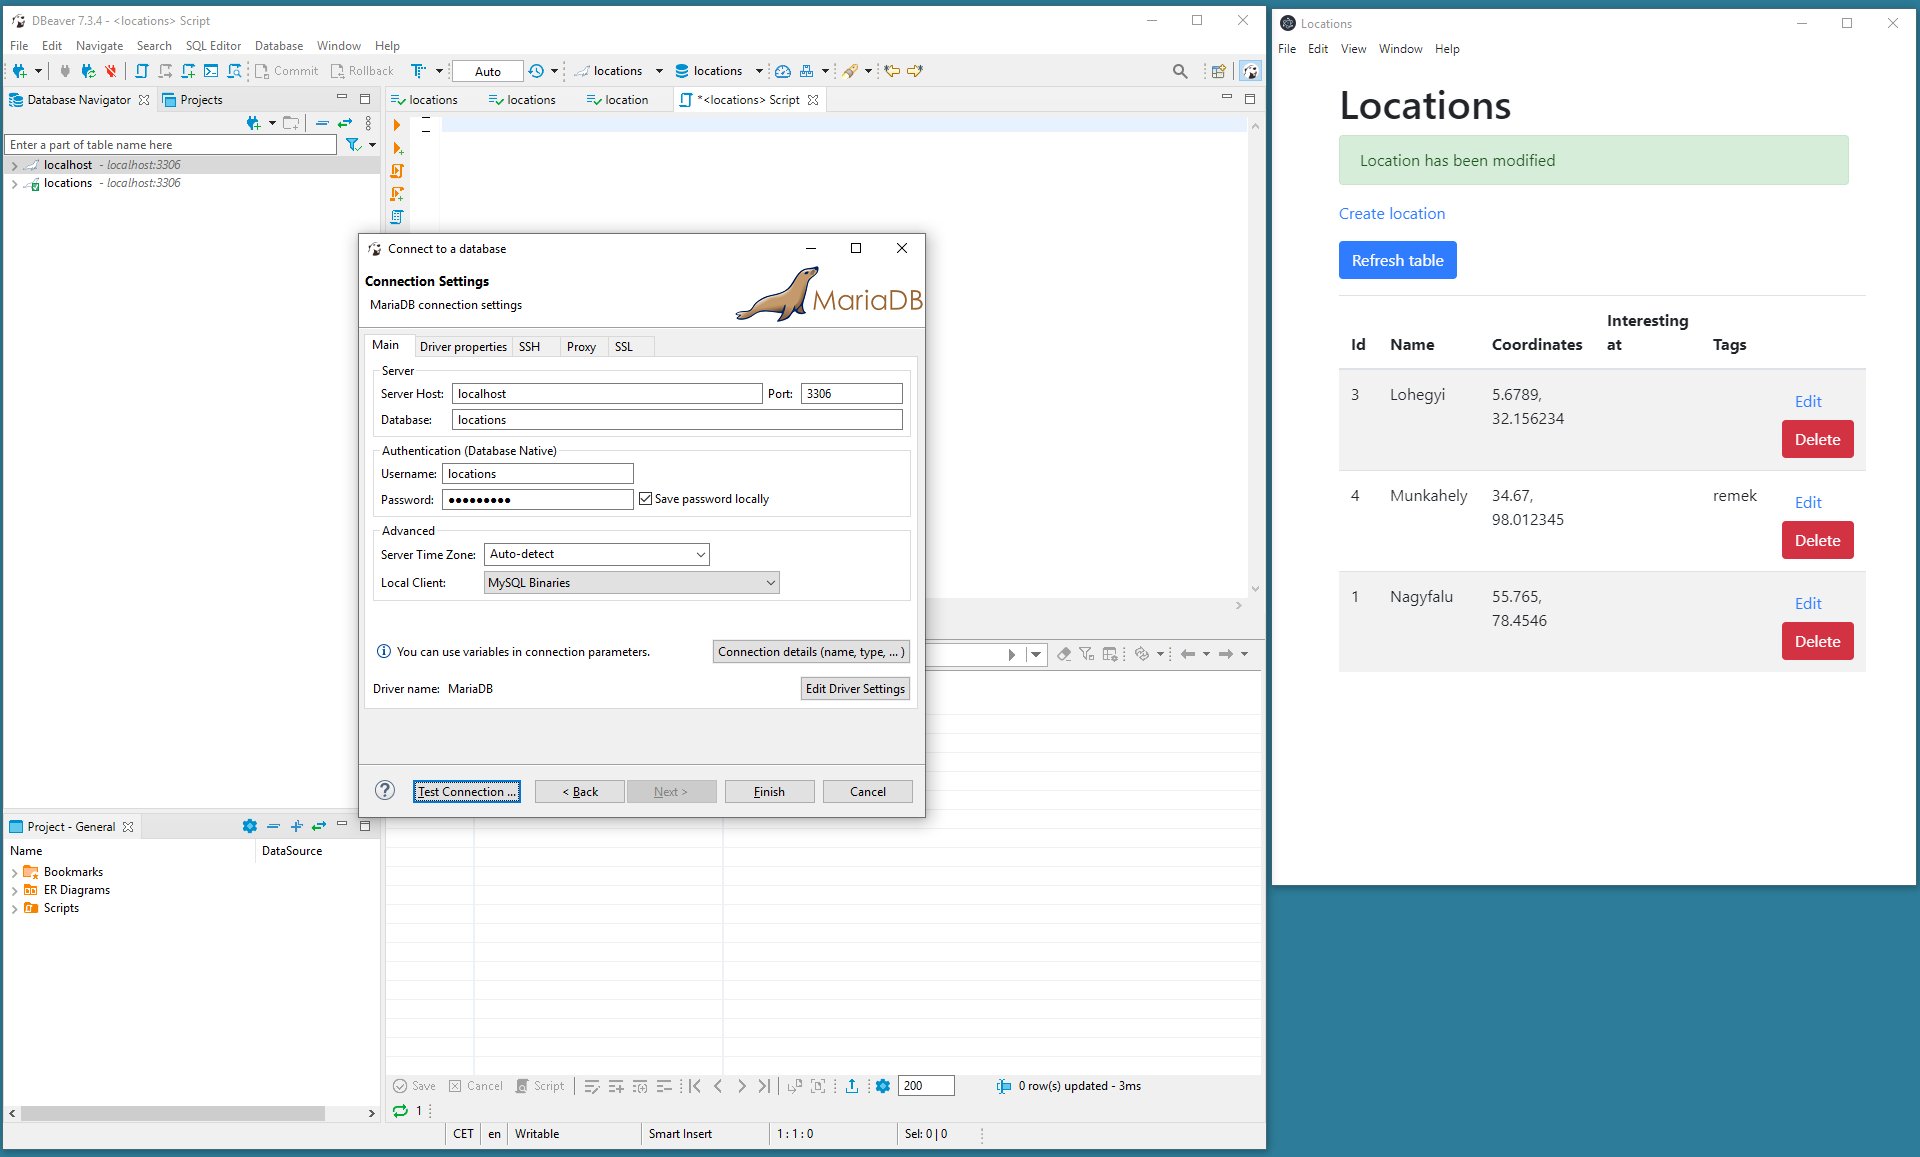 DBeaver 7.3.4 - <locations> Script
File Edit Navigate Search SQL Editor Database Window Help
Commit Rollback Auto locations locations
Database Navigator Projects
Enter a part of table name here
localhost - localhost:3306
locations - localhost:3306
locations locations location *<locations> Script
Connect to a database
Connection Settings
MariaDB connection settings
MariaDB
Main Driver properties SSH Proxy SSL
Server
Server Host: localhost Port: 3306
Database: locations
Authentication (Database Native)
Username: locations
Password: ●●●●●●●●● Save password locally
Advanced
Server Time Zone: Auto-detect
Local Client: MySQL Binaries
You can use variables in connection parameters. Connection details (name, type, ... )
Driver name: MariaDB Edit Driver Settings
? Test Connection ... < Back Next > Finish Cancel
Project - General
Name DataSource
Bookmarks
ER Diagrams
Scripts
Save Cancel Script 200 0 row(s) updated - 3ms
1
CET en Writable Smart Insert 1 : 1 : 0 Sel: 0 | 0
Locations
File Edit View Window Help
Locations
Location has been modified
Create location
Refresh table
Id Name Coordinates Interesting at Tags
3 Lohegyi 5.6789, 32.156234 Edit Delete
4 Munkahely 34.67, 98.012345 remek Edit Delete
1 Nagyfalu 55.765, 78.4546 Edit Delete